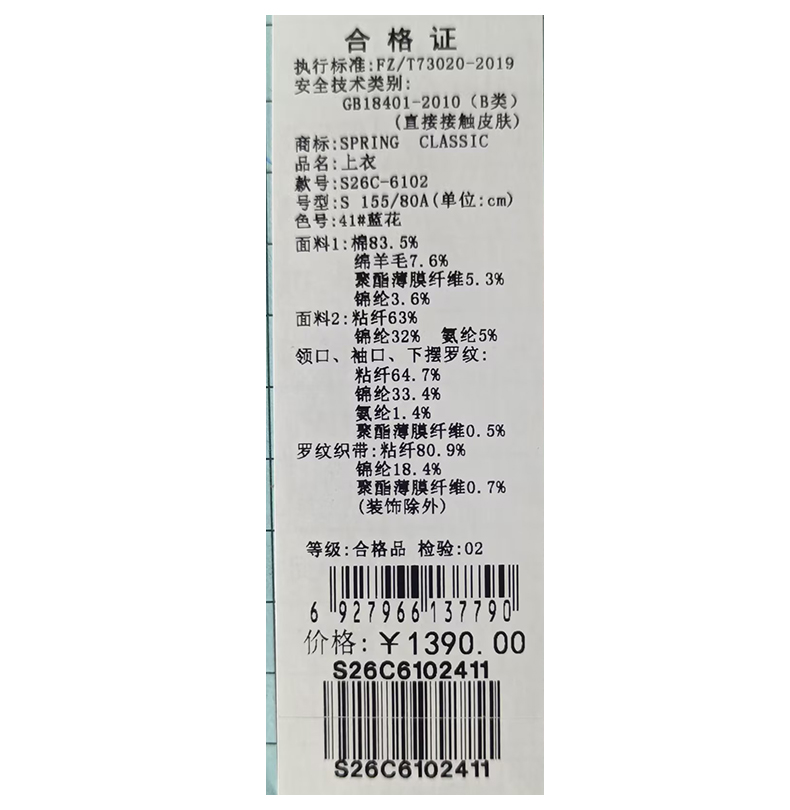 合格证
执行标准:FZ/T73020-2019
安全技术类别:
GB18401-2010（B类）
(直接接触皮肤)
商标:SPRING CLASSIC
品名:上衣
款号:S26C-6102
号型:S 155/80A(单位:cm)
色号:41#蓝花
面料1:棉83.5%
绵羊毛7.6%
聚酯薄膜纤维5.3%
锦纶3.6%
面料2:粘纤63%
锦纶32% 氨纶5%
领口、袖口、下摆罗纹:
粘纤64.7%
锦纶33.4%
氨纶1.4%
聚酯薄膜纤维0.5%
罗纹织带:粘纤80.9%
锦纶18.4%
聚酯薄膜纤维0.7%
(装饰除外)
等级:合格品 检验:02
6 927966 137790
价格:￥1390.00
S26C6102411
S26C6102411